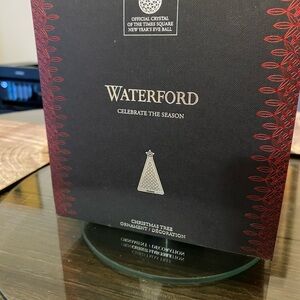 OFFICIAL CRYSTAL
OF THE TIMES SQUARE
NEW YEAR'S EVE BALL
WATERFORD
CELEBRATE THE SEASON
CHRISTMAS TREE
ORNAMENT / DECORATION